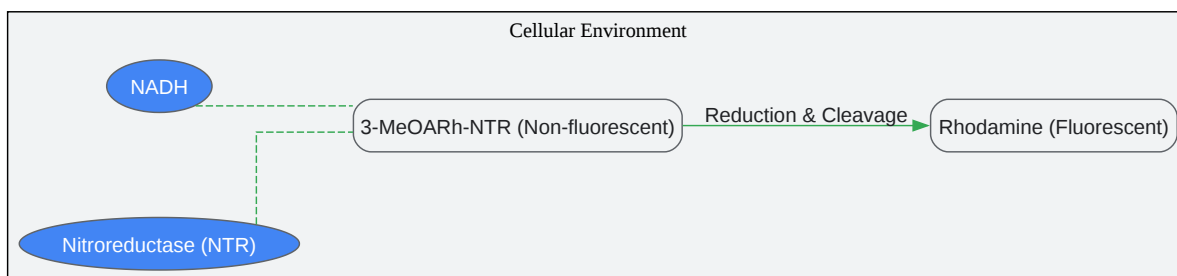 Cellular Environment
NADH
3-MeOARh-NTR (Non-fluorescent)
Reduction & Cleavage
Rhodamine (Fluorescent)
Nitroreductase (NTR)